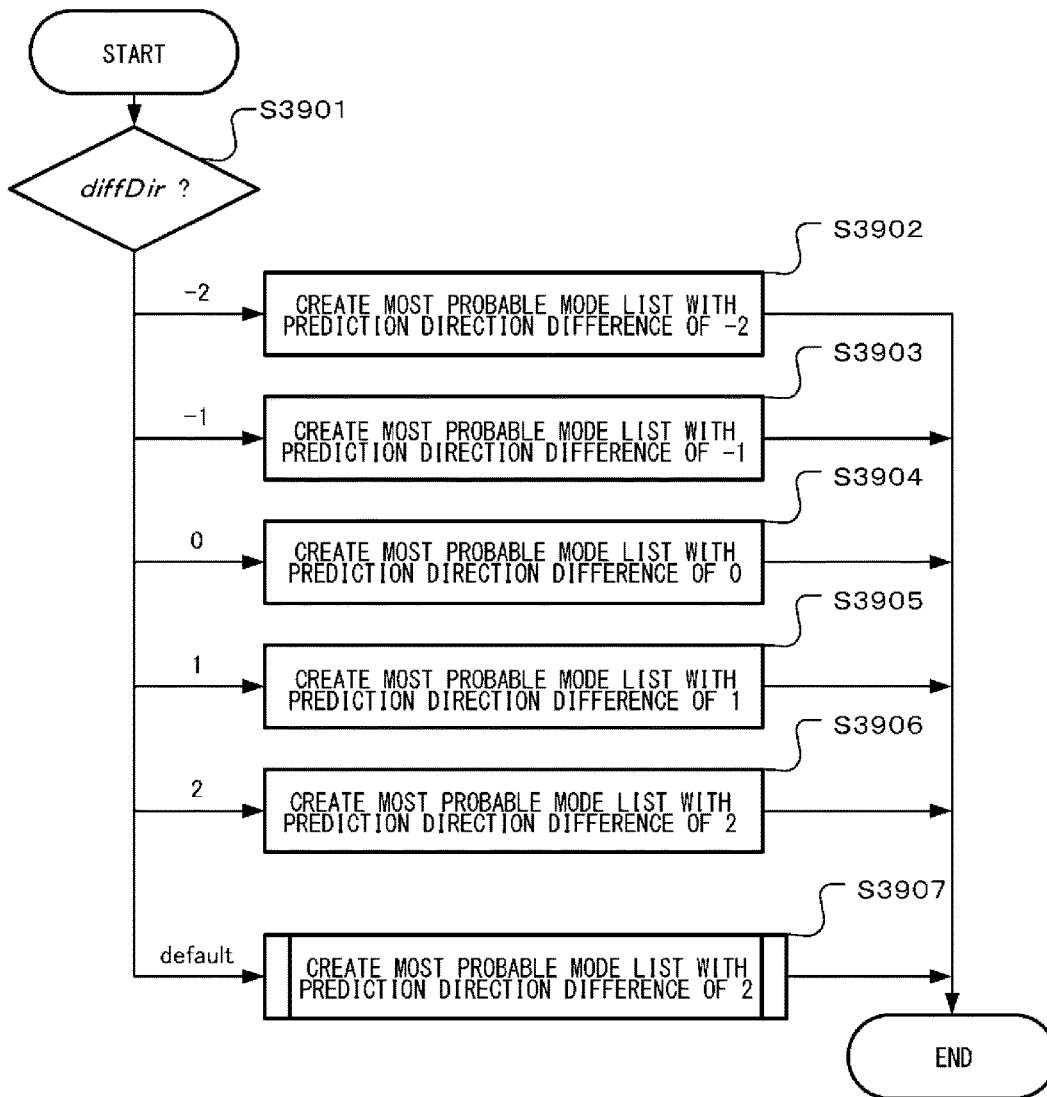 START
S3901
diffDir ?
S3902
-2
CREATE MOST PROBABLE MODE LIST WITH
PREDICTION DIRECTION DIFFERENCE OF -2
S3903
-1
CREATE MOST PROBABLE MODE LIST WITH
PREDICTION DIRECTION DIFFERENCE OF -1
S3904
0
CREATE MOST PROBABLE MODE LIST WITH
PREDICTION DIRECTION DIFFERENCE OF 0
S3905
1
CREATE MOST PROBABLE MODE LIST WITH
PREDICTION DIRECTION DIFFERENCE OF 1
S3906
2
CREATE MOST PROBABLE MODE LIST WITH
PREDICTION DIRECTION DIFFERENCE OF 2
S3907
default
CREATE MOST PROBABLE MODE LIST WITH
PREDICTION DIRECTION DIFFERENCE OF 2
END